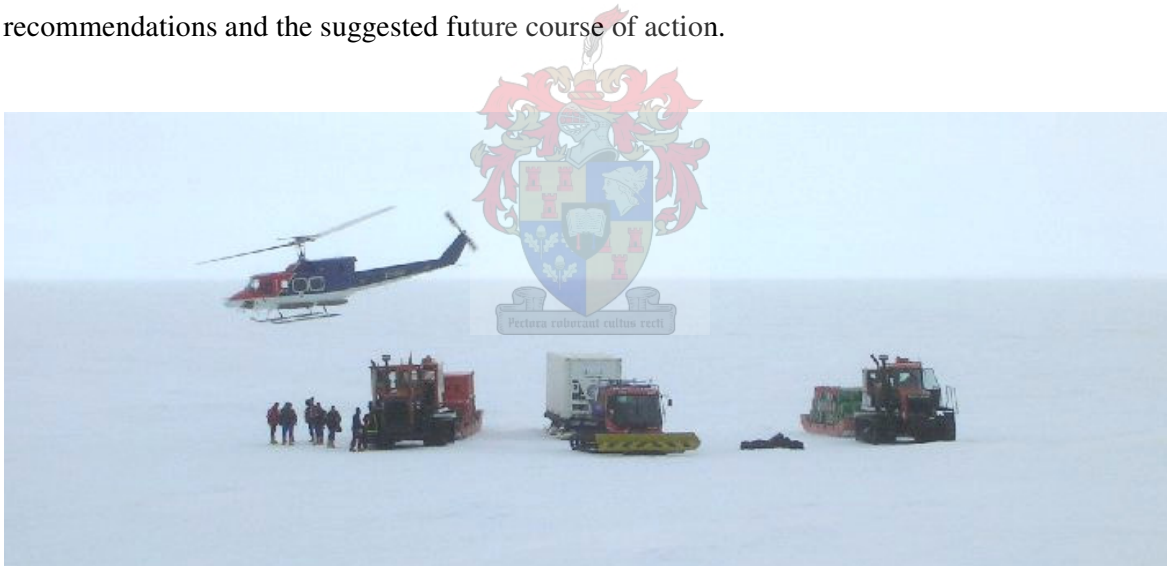 recommendations and the suggested future course of action.
Pectora roborant cultus recti